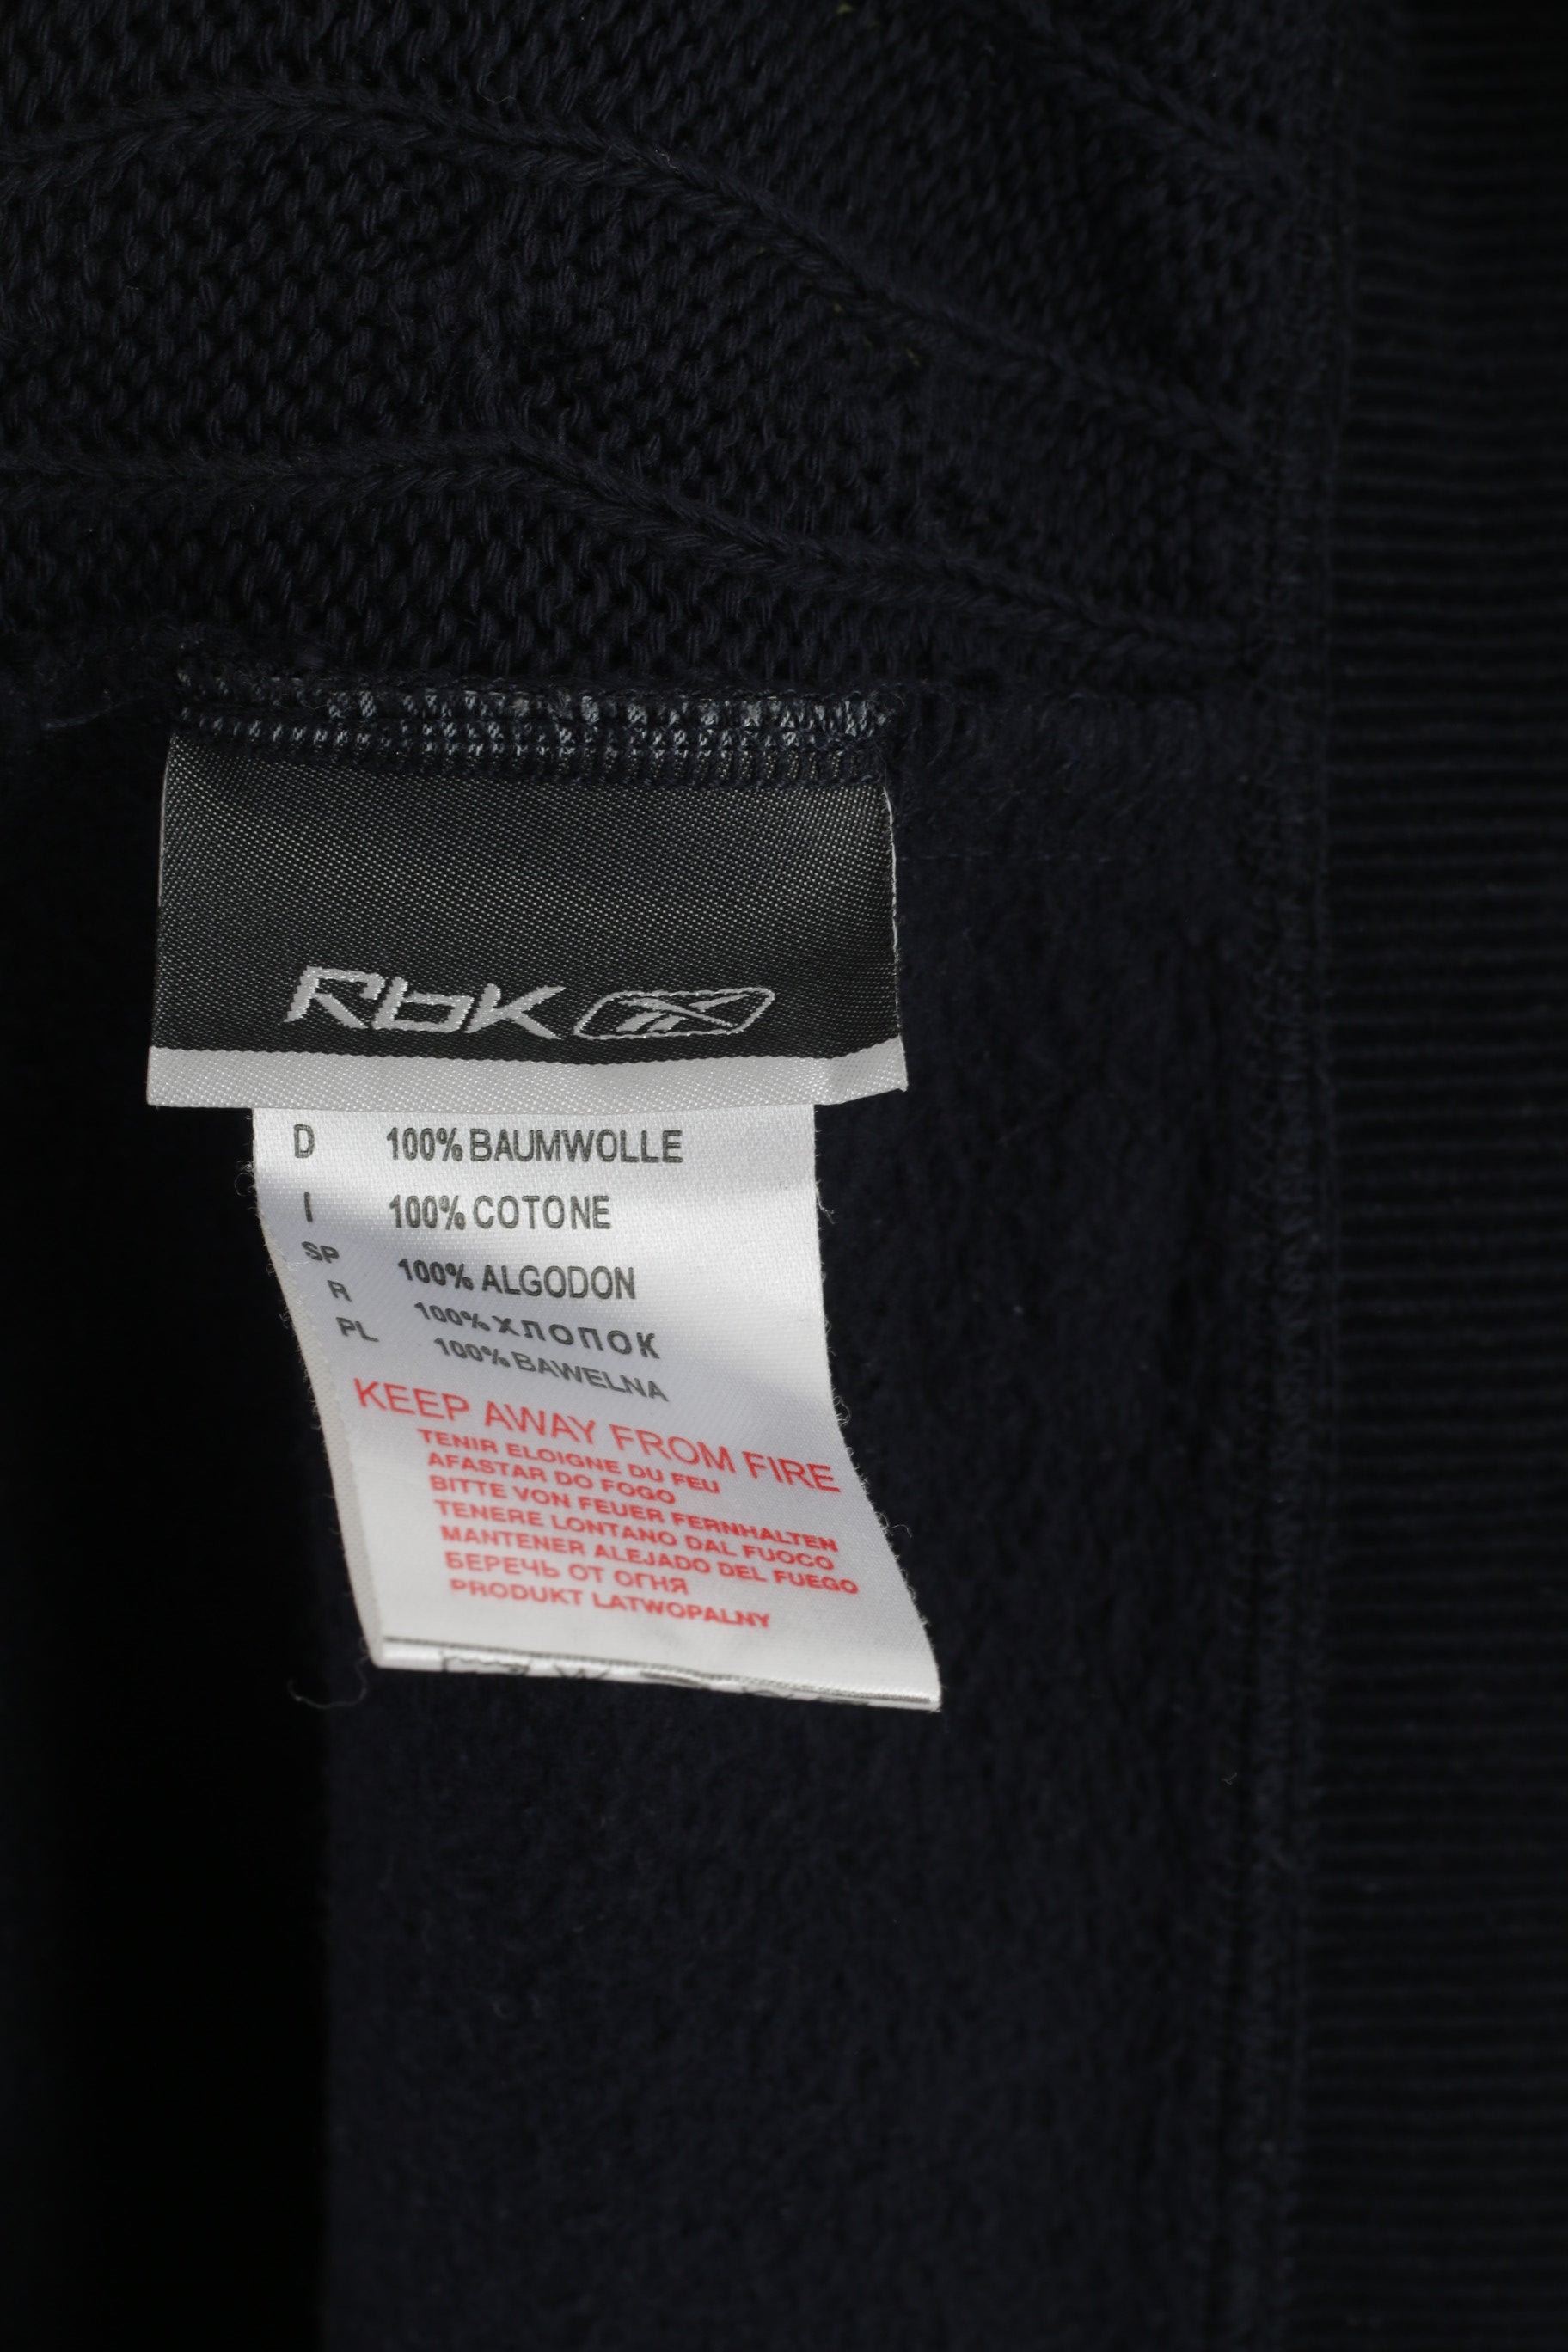 Rbk
D 100% BAUMWOLLE
I 100% COTONE
SP 100% ALGODON
R 100% ХЛОПОК
PL 100% BAWELNA
KEEP AWAY FROM FIRE
TENIR ELOIGNE DU FEU
AFASTAR DO FOGO
BITTE VON FEUER FERNHALTEN
TENERE LONTANO DAL FUOCO
MANTENER ALEJADO DEL FUEGO
БЕРЕЧЬ ОТ ОГНЯ
PRODUKT LATWOPALNY